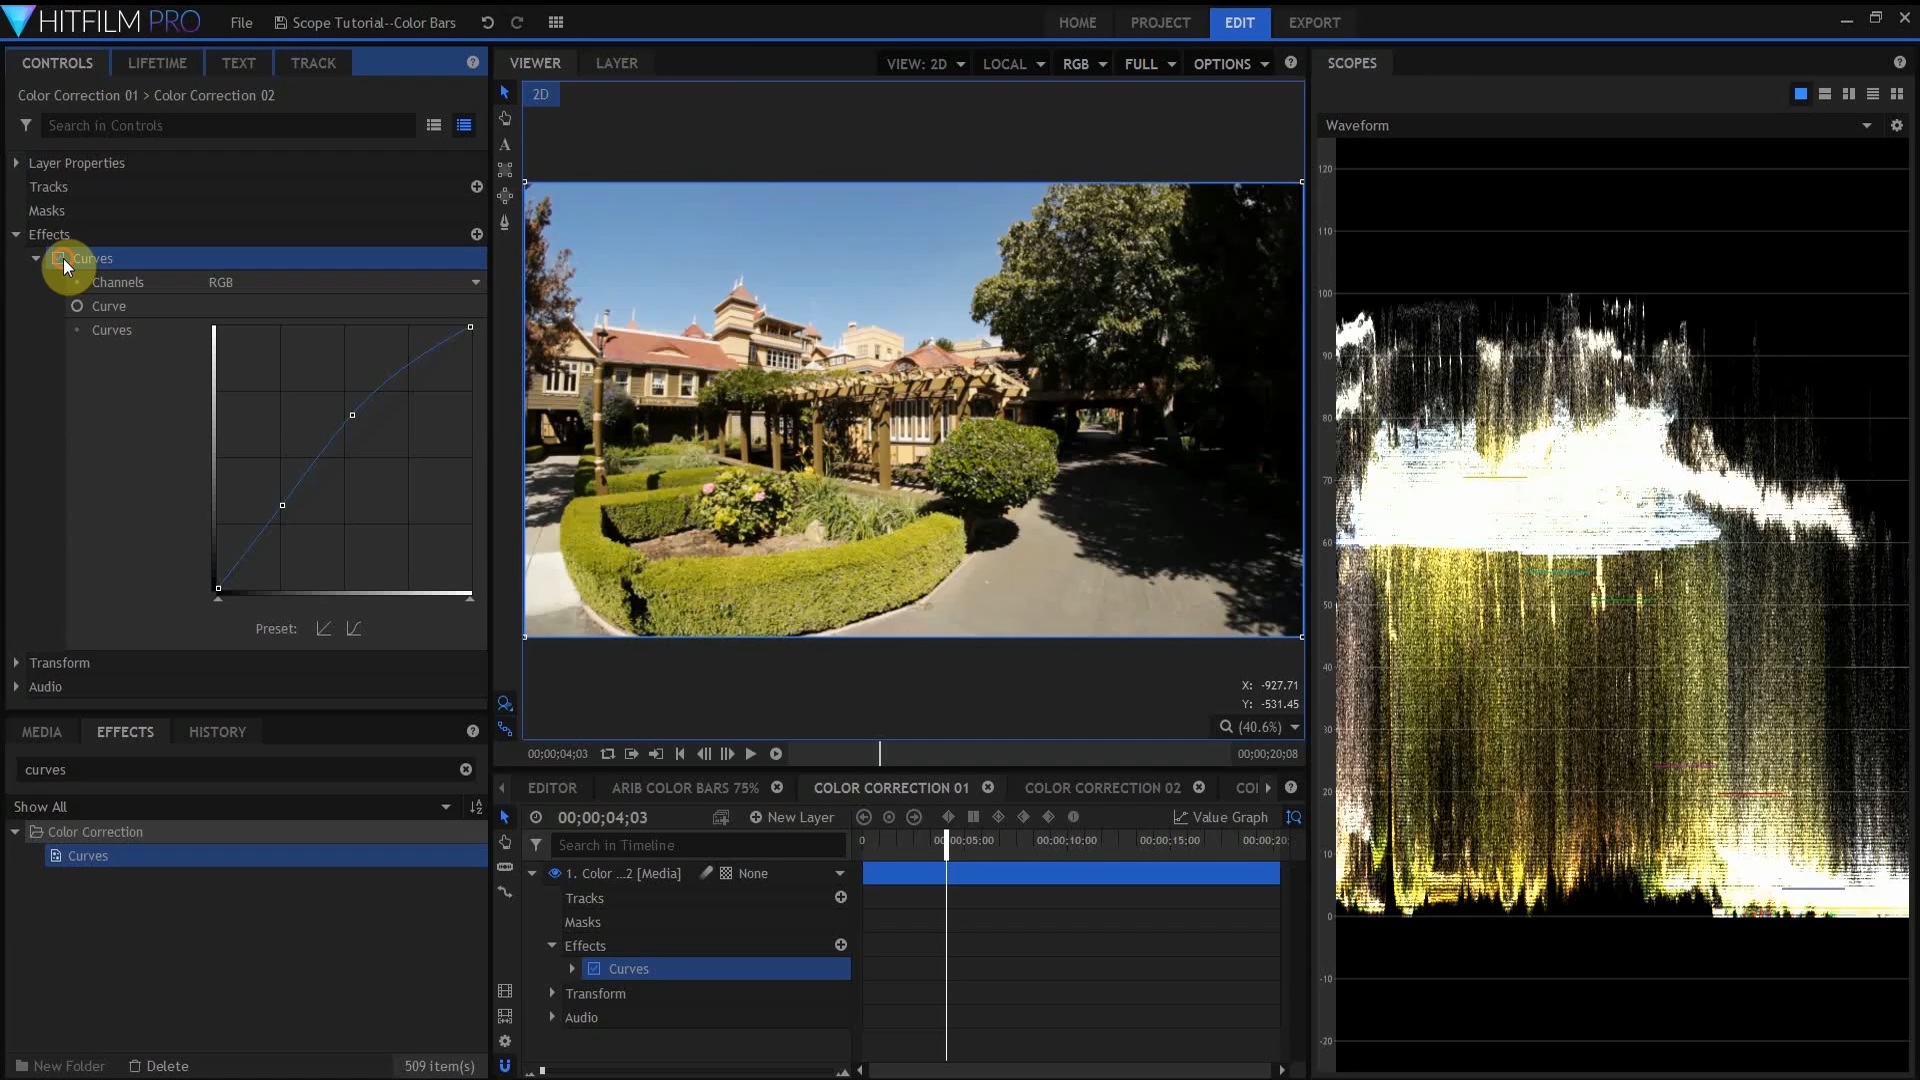 HITFILM PRO
File
Scope Tutorial--Color Bars
HOME
PROJECT
EDIT
EXPORT
CONTROLS
LIFETIME
TEXT
TRACK
Color Correction 01 > Color Correction 02
Search in Controls
Layer Properties
Tracks
Masks
Effects
Curves
Channels
RGB
Curve
Curves
Preset:
Transform
Audio
MEDIA
EFFECTS
HISTORY
curves
Show All
Color Correction
Curves
New Folder
Delete
509 item(s)
VIEWER
LAYER
VIEW: 2D
LOCAL
RGB
FULL
OPTIONS
2D
X: -927.71
Y: -531.45
(40.6%)
00;00;04;03
00;00;20;08
EDITOR
ARIB COLOR BARS 75%
COLOR CORRECTION 01
COLOR CORRECTION 02
COI
00;00;04;03
New Layer
Value Graph
Search in Timeline
0
00;00;05;00
00;00;10;00
00;00;15;00
00;00;20;
1. Color ...2 [Media]
None
Tracks
Masks
Effects
Curves
Transform
Audio
SCOPES
Waveform
120
110
100
90
80
70
60
50
40
30
20
10
0
-10
-20